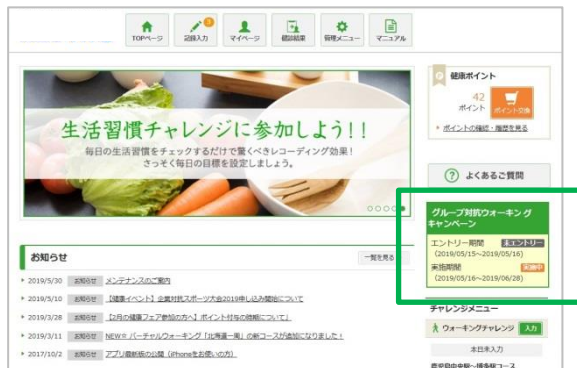 TOPページ
記録入力
マイページ
健診結果
管理メニュー
マニュアル
生活習慣チャレンジに参加しよう!!
毎日の生活習慣をチェックするだけで驚くべきレコーディング効果!
さっそく毎日の目標を設定しましょう。
健康ポイント
42
ポイント
ポイント交換
ポイントの確認・履歴を見る
よくあるご質問
グループ対抗ウォーキング
キャンペーン
エントリー期間 未エントリー
(2019/05/15~2019/05/16)
実施期間 実施中
(2019/05/16~2019/06/28)
お知らせ 一覧を見る
2019/5/30 お知らせ メンテナンスのご案内
2019/5/10 お知らせ 【健康イベント】企業対抗スポーツ大会2019申し込み開始について
2019/3/28 お知らせ 【2月の健康フェア参加の方へ】ポイント付与の時期について」
2019/3/11 お知らせ NEW☆ バーチャルウォーキング「北海道一周」の新コースが追加になりました!
2017/10/2 お知らせ アプリ最新版の公開(iPhoneをお使いの方)
チャレンジメニュー
ウォーキングチャレンジ 入力
本日未入力
鹿児島中央駅~博多駅コース